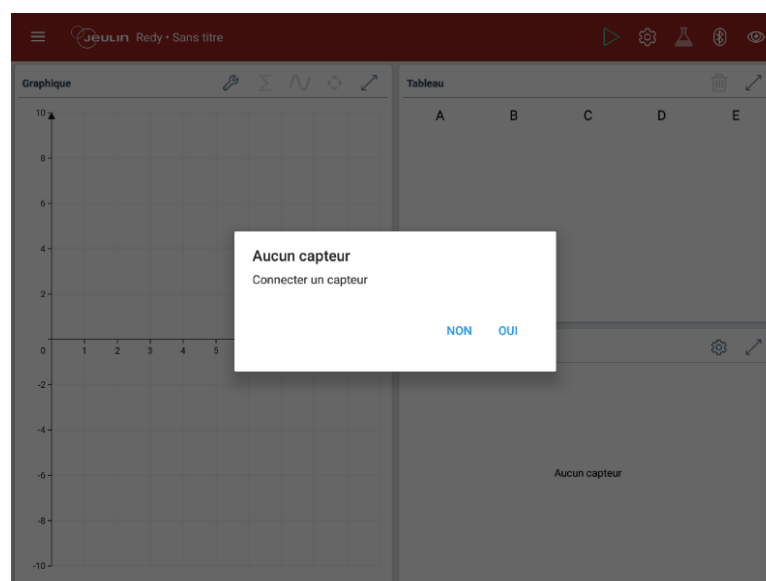 Jeulin Redy • Sans titre
Graphique
Tableau
A B C D E
10
8
6
4
2
0 1 2 3 4 5
-2
-4
-6
-8
-10
Aucun capteur
Connecter un capteur
NON OUI
Aucun capteur